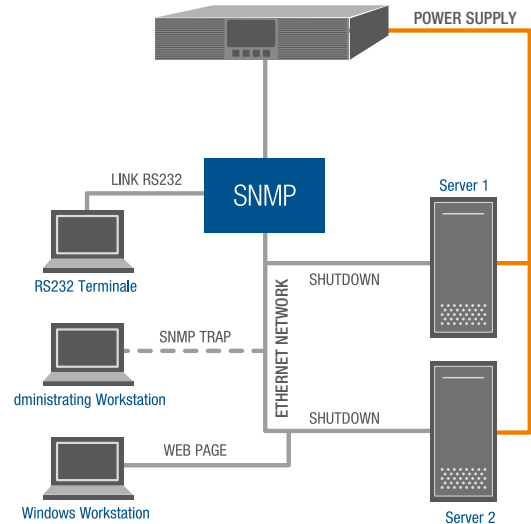 POWER SUPPLY
LINK RS232
SNMP
Server 1
RS232 Terminale
SHUTDOWN
ETHERNET NETWORK
SNMP TRAP
dministrating Workstation
SHUTDOWN
WEB PAGE
Windows Workstation
Server 2